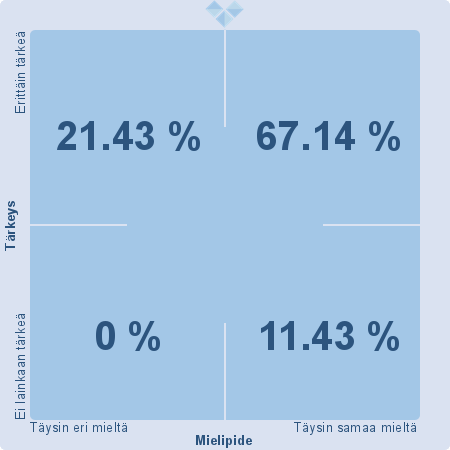 Erittäin tärkeä
21.43 %
67.14 %
Tärkeys
Ei lainkaan tärkeä
0 %
11.43 %
Täysin eri mieltä
Täysin samaa mieltä
Mielipide